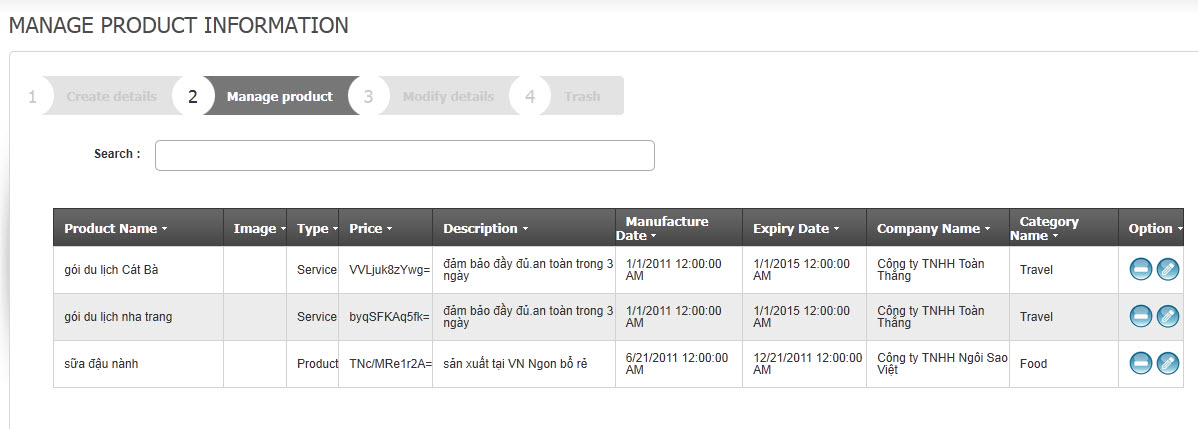 MANAGE PRODUCT INFORMATION
1 Create details 2 Manage product 3 Modify details 4 Trash
Search :
Product Name Image Type Price Description Manufacture Date Expiry Date Company Name Category Name Option
gói du lịch Cát Bà Service VVLjuk8zYwg= đảm bảo đầy đủ.an toàn trong 3 ngày 1/1/2011 12:00:00 AM 1/1/2015 12:00:00 AM Công ty TNHH Toàn Thắng Travel
gói du lịch nha trang Service byqSFKAq5fk= đảm bảo đầy đủ.an toàn trong 3 ngày 1/1/2011 12:00:00 AM 1/1/2015 12:00:00 AM Công ty TNHH Toàn Thắng Travel
sữa đậu nành Product TNc/MRe1r2A= sản xuất tại VN Ngon bổ rẻ 6/21/2011 12:00:00 AM 12/21/2011 12:00:00 AM Công ty TNHH Ngôi Sao Việt Food